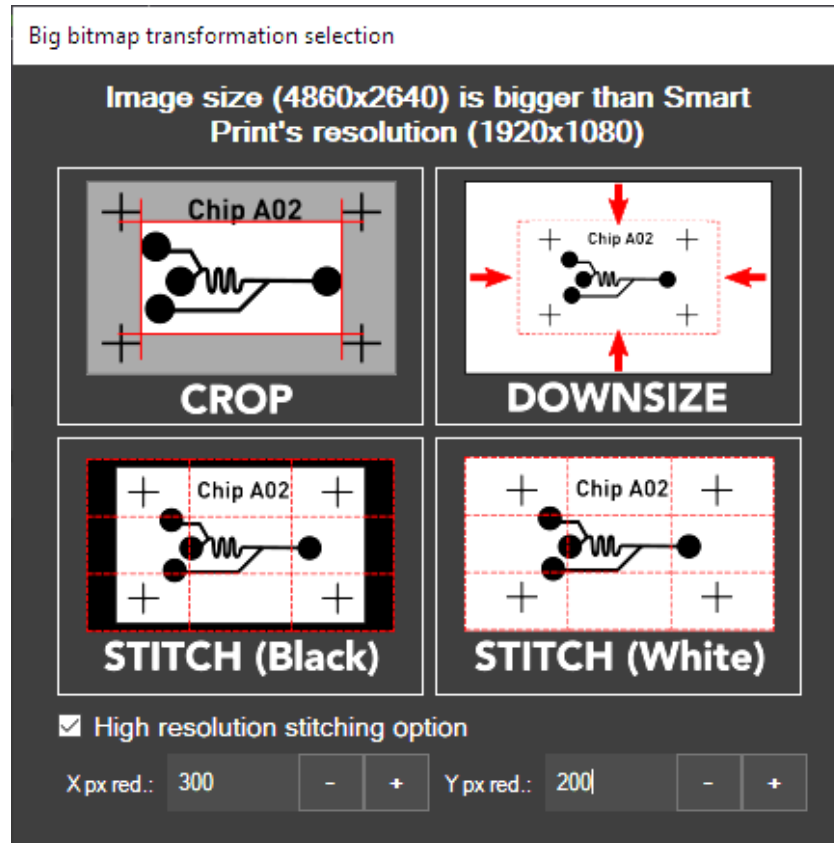 Big bitmap transformation selection
Image size (4860x2640) is bigger than Smart
Print's resolution (1920x1080)
Chip A02
CROP
Chip A02
DOWNSIZE
Chip A02
STITCH (Black)
Chip A02
STITCH (White)
High resolution stitching option
X px red.: 300 - +
Y px red.: 200 - +